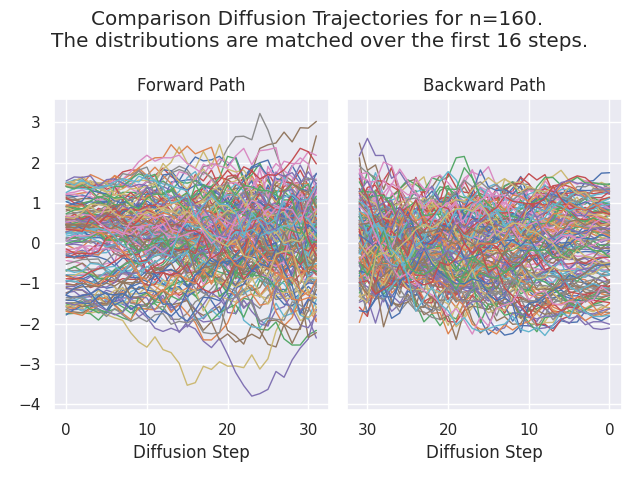 Comparison Diffusion Trajectories for n=160.
The distributions are matched over the first 16 steps.
Forward Path
Backward Path
3
2
1
0
−1
−2
−3
−4
0 10 20 30
30 20 10 0
Diffusion Step
Diffusion Step